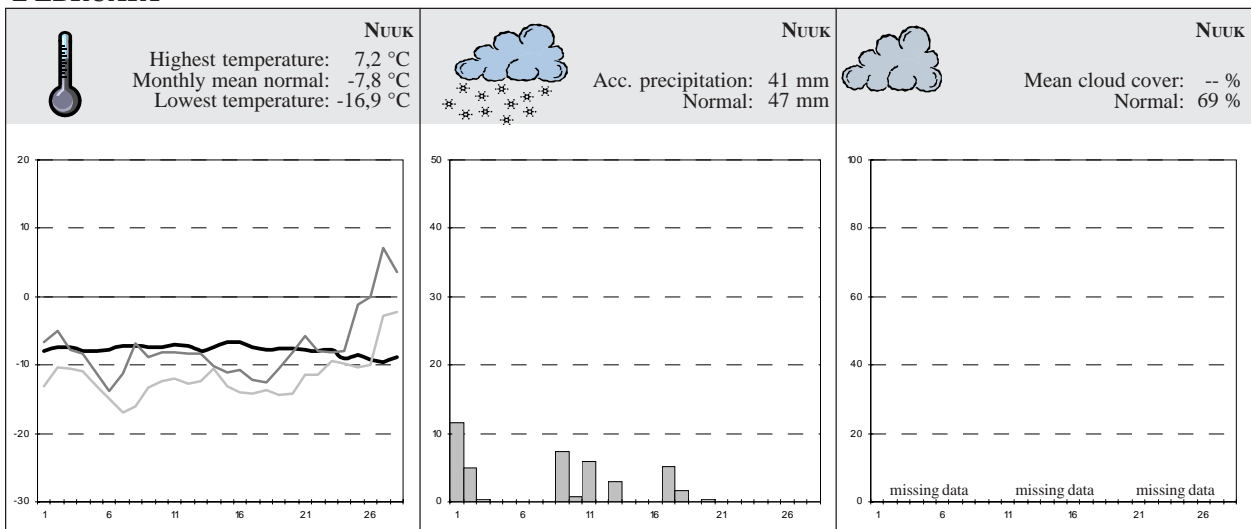 NUUK
Highest temperature: 7,2 °C
Monthly mean normal: -7,8 °C
Lowest temperature: -16,9 °C
20
10
0
-10
-20
-30
1 6 11 16 21 26
NUUK
Acc. precipitation: 41 mm
Normal: 47 mm
50
40
30
20
10
0
1 6 11 16 21 26
NUUK
Mean cloud cover: -- %
Normal: 69 %
100
80
60
40
20
0
missing data missing data missing data
1 6 11 16 21 26